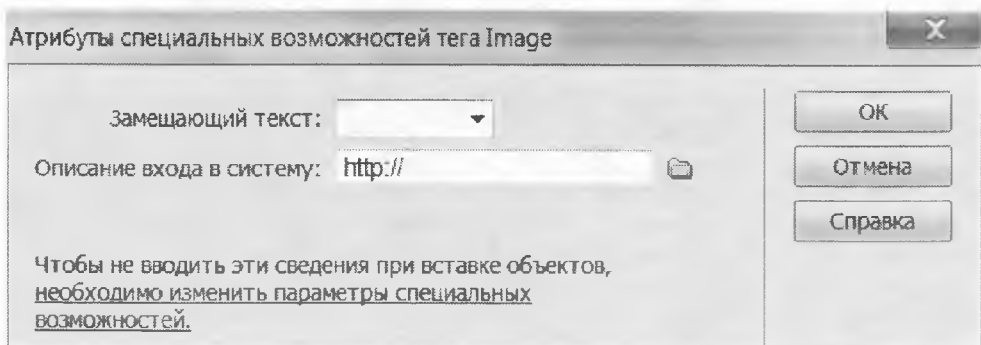 Атрибуты специальных возможностей тега Image
Замещающий текст:
ОК
Описание входа в систему: http://
Отмена
Справка
Чтобы не вводить эти сведения при вставке объектов,
необходимо изменить параметры специальных
возможностей.